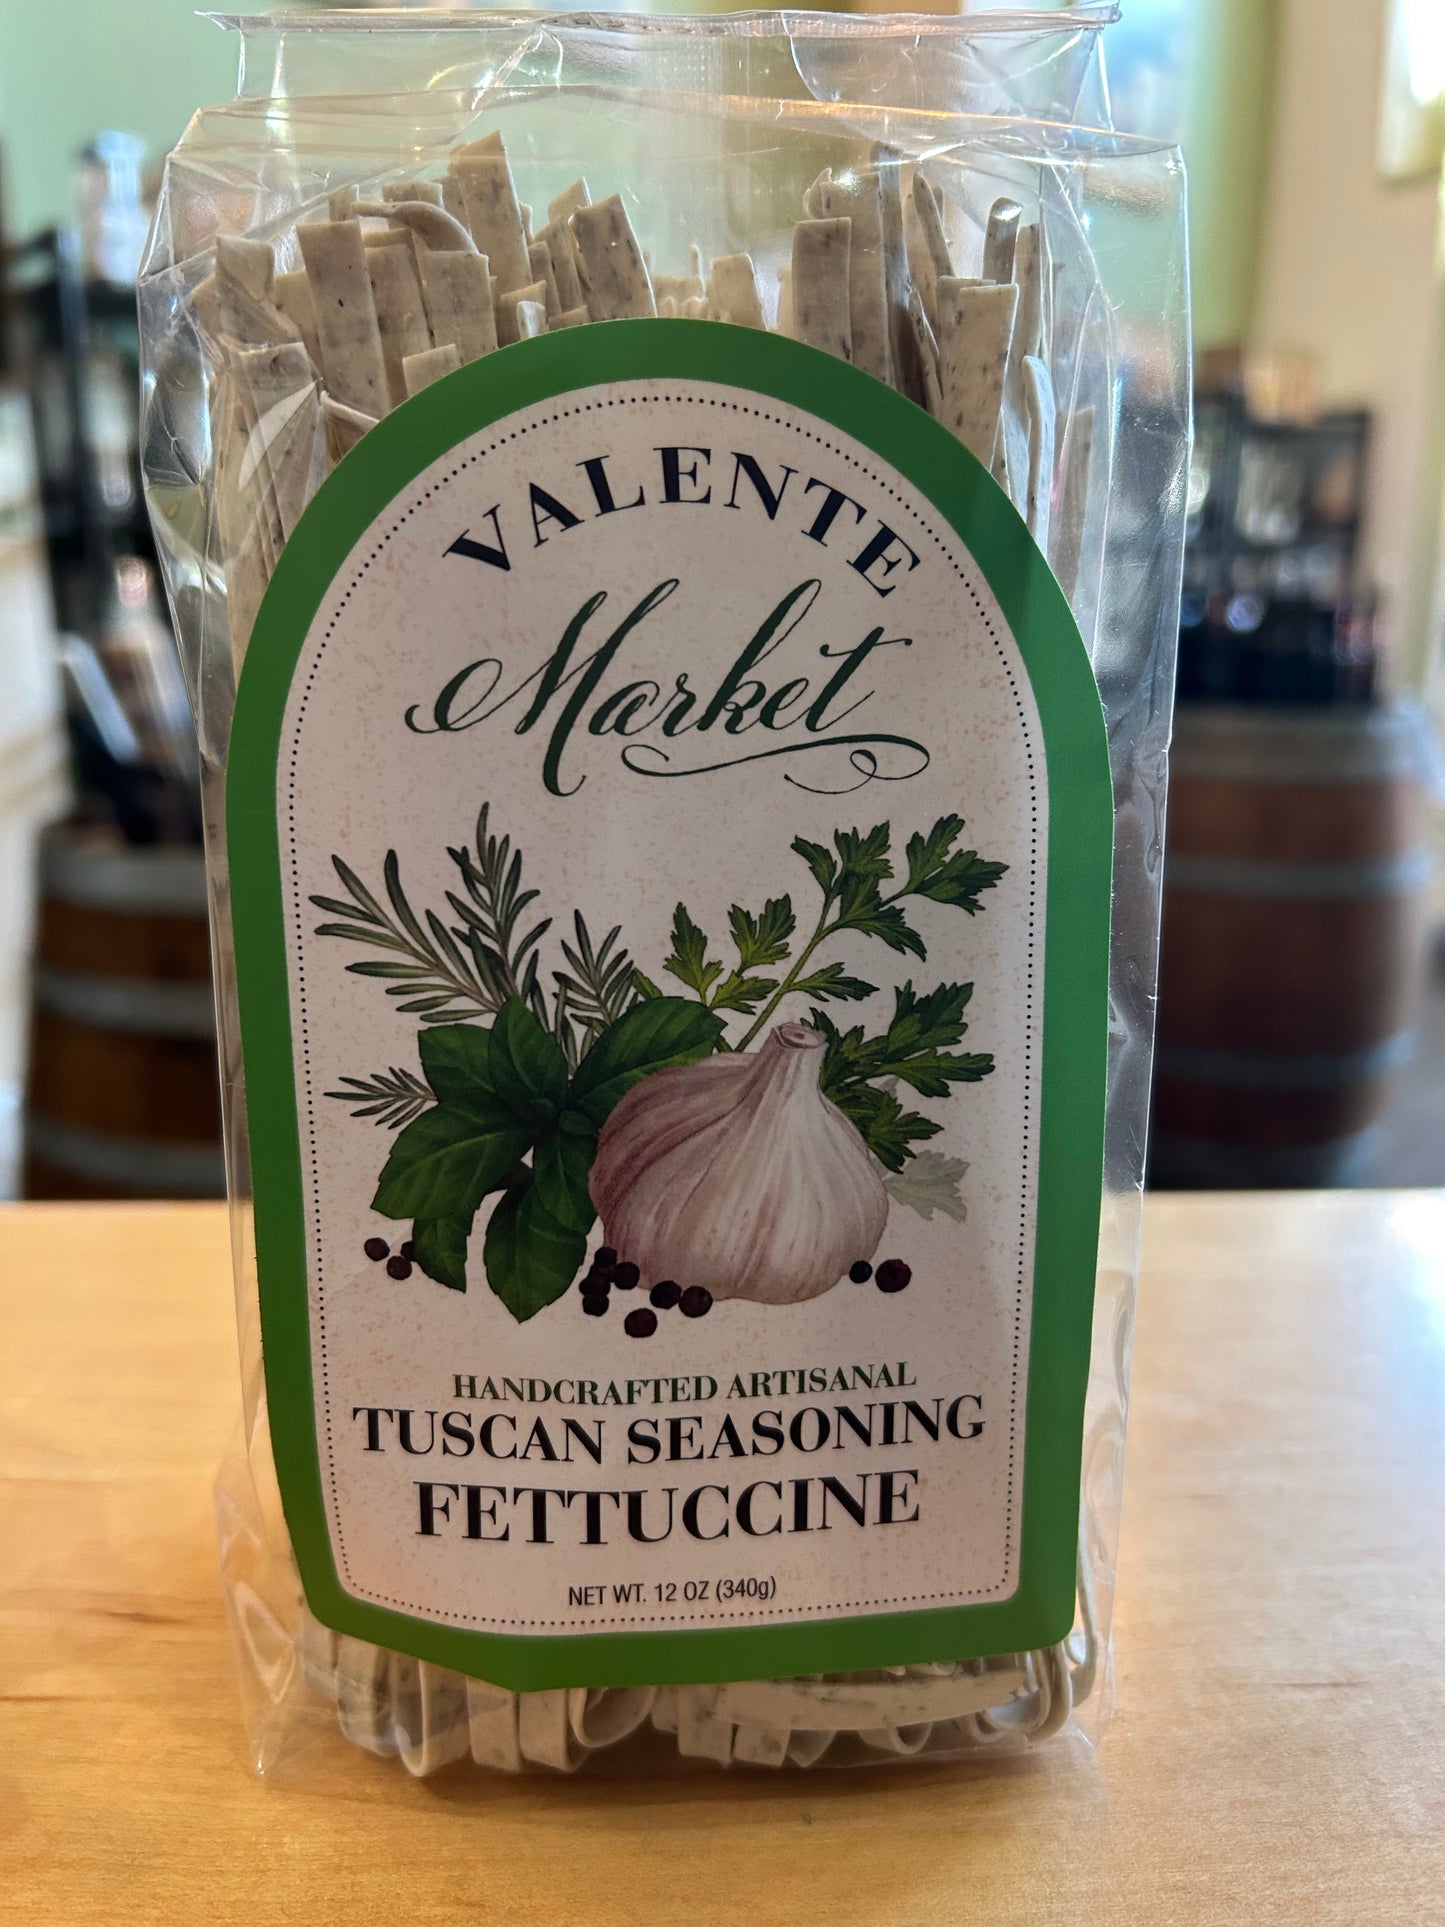 VALENTE
Market
HANDCRAFTED ARTISANAL
TUSCAN SEASONING
FETTUCCINE
NET WT. 12 OZ (340g)